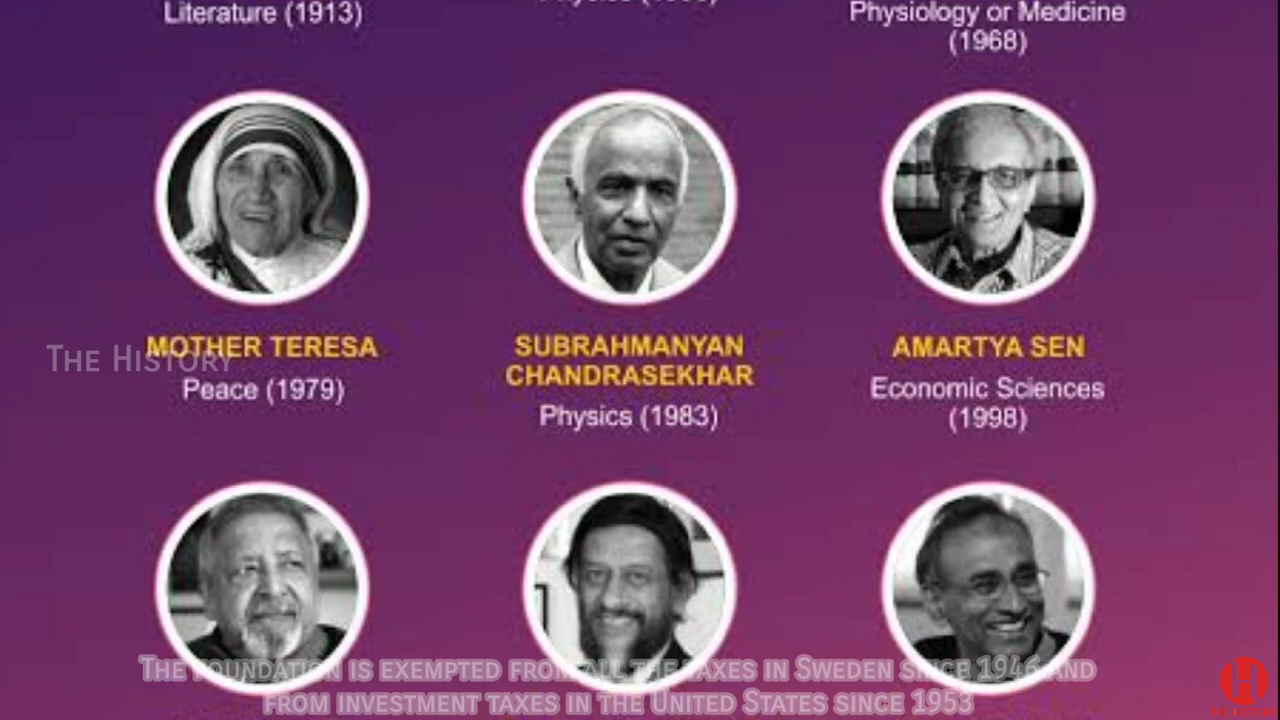 Literature (1913)
Physiology or Medicine
(1968)
MOTHER TERESA
Peace (1979)
SUBRAHMANYAN
CHANDRASEKHAR
Physics (1983)
AMARTYA SEN
Economic Sciences
(1998)
The History
The foundation is exempted from all the taxes in Sweden since 1946 and
from investment taxes in the United States since 1953